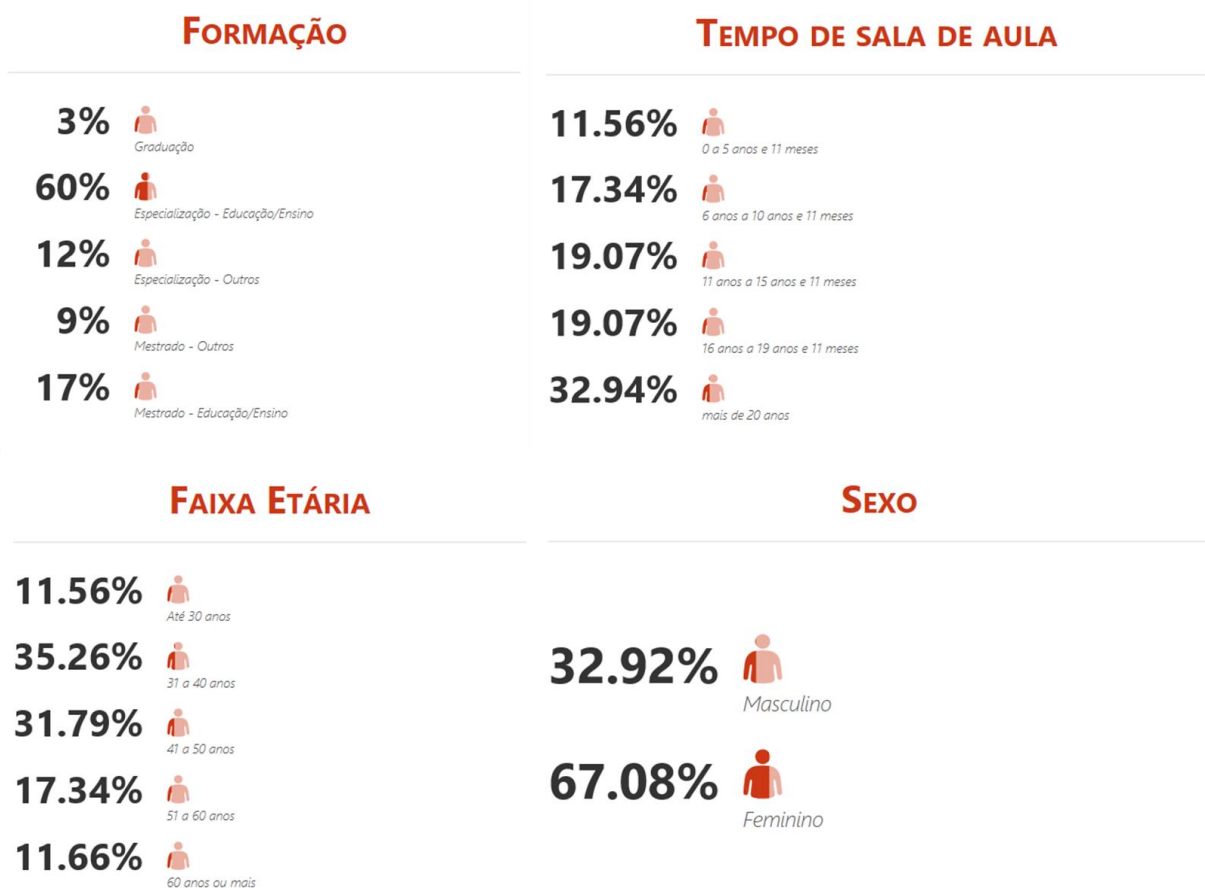 FORMAÇÃO
3%
Graduação
60%
Especialização - Educação/Ensino
12%
Especialização - Outros
9%
Mestrado - Outros
17%
Mestrado - Educação/Ensino
TEMPO DE SALA DE AULA
11.56%
0 a 5 anos e 11 meses
17.34%
6 anos a 10 anos e 11 meses
19.07%
11 anos a 15 anos e 11 meses
19.07%
16 anos a 19 anos e 11 meses
32.94%
mais de 20 anos
FAIXA ETÁRIA
11.56%
Até 30 anos
35.26%
31 a 40 anos
31.79%
41 a 50 anos
17.34%
51 a 60 anos
11.66%
60 anos ou mais
SEXO
32.92%
Masculino
67.08%
Feminino